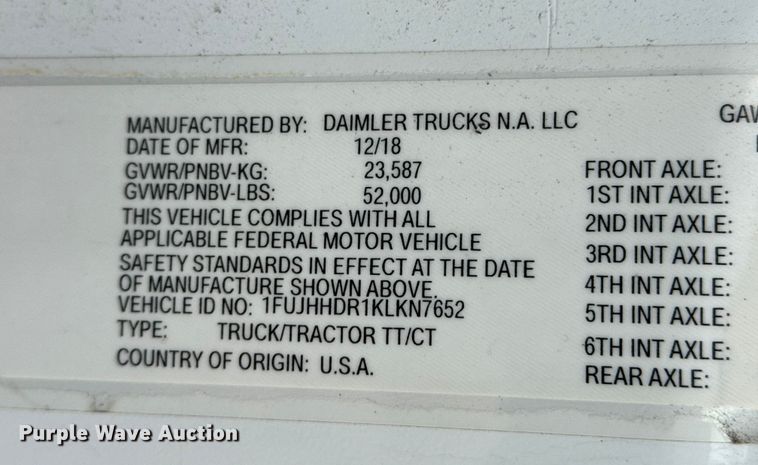 MANUFACTURED BY: DAIMLER TRUCKS N.A. LLC
DATE OF MFR: 12/18
GVWR/PNBV-KG: 23,587
GVWR/PNBV-LBS: 52,000
THIS VEHICLE COMPLIES WITH ALL
APPLICABLE FEDERAL MOTOR VEHICLE
SAFETY STANDARDS IN EFFECT AT THE DATE
OF MANUFACTURE SHOWN ABOVE.
VEHICLE ID NO: 1FUJHHDR1KLKN7652
TYPE: TRUCK/TRACTOR TT/CT
COUNTRY OF ORIGIN: U.S.A.
FRONT AXLE:
1ST INT AXLE:
2ND INT AXLE:
3RD INT AXLE:
4TH INT AXLE:
5TH INT AXLE:
6TH INT AXLE:
REAR AXLE:
Purple Wave Auction